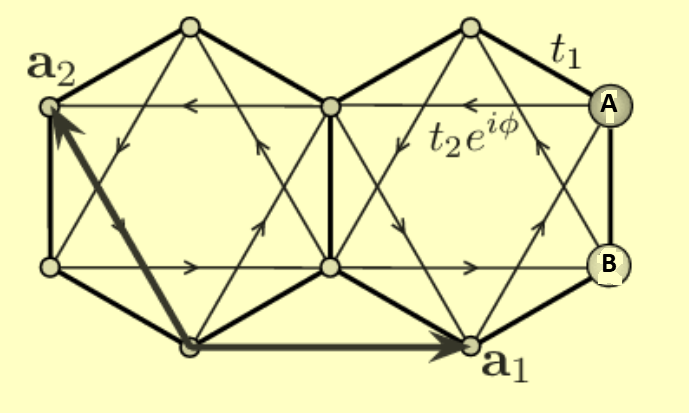 t₁
a₂
A
t₂e^{iϕ}
B
a₁